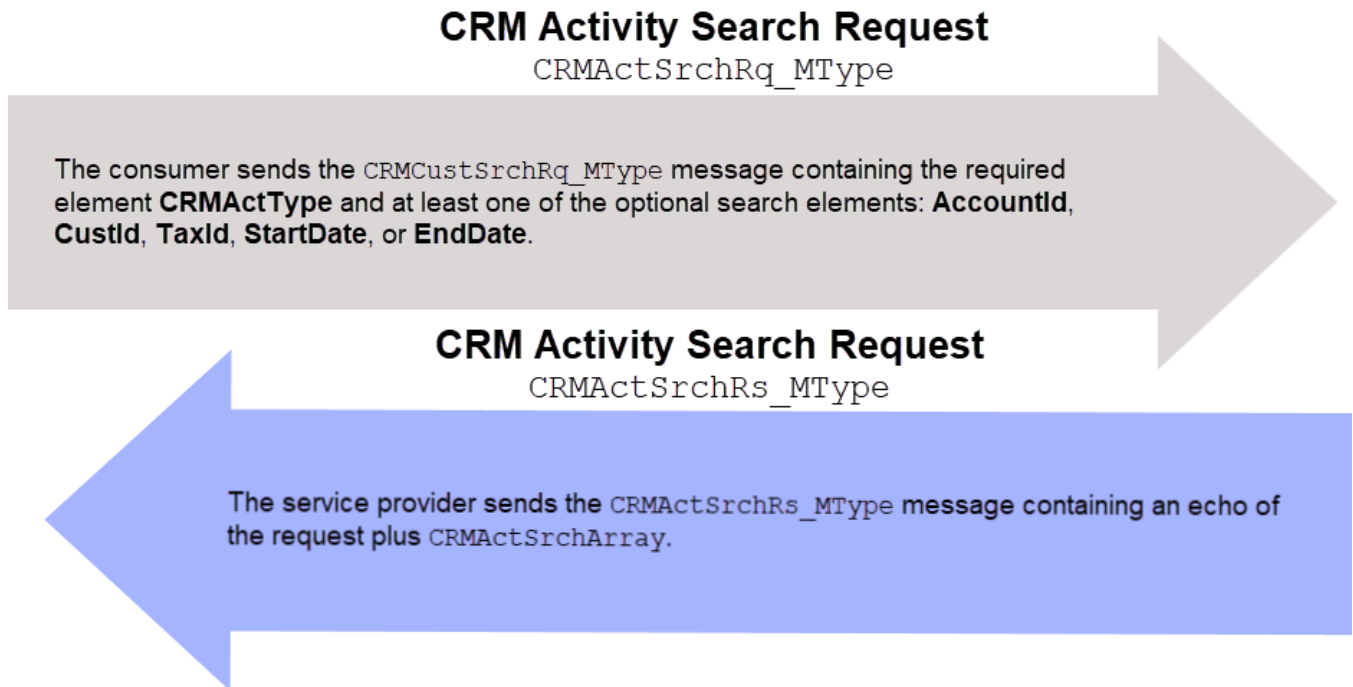 CRM Activity Search Request
CRMActSrchRq_MType
The consumer sends the CRMCustSrchRq_MType message containing the required
element CRMActType and at least one of the optional search elements: AccountId,
CustId, TaxId, StartDate, or EndDate.
CRM Activity Search Request
CRMActSrchRs_MType
The service provider sends the CRMActSrchRs_MType message containing an echo of
the request plus CRMActSrchArray.